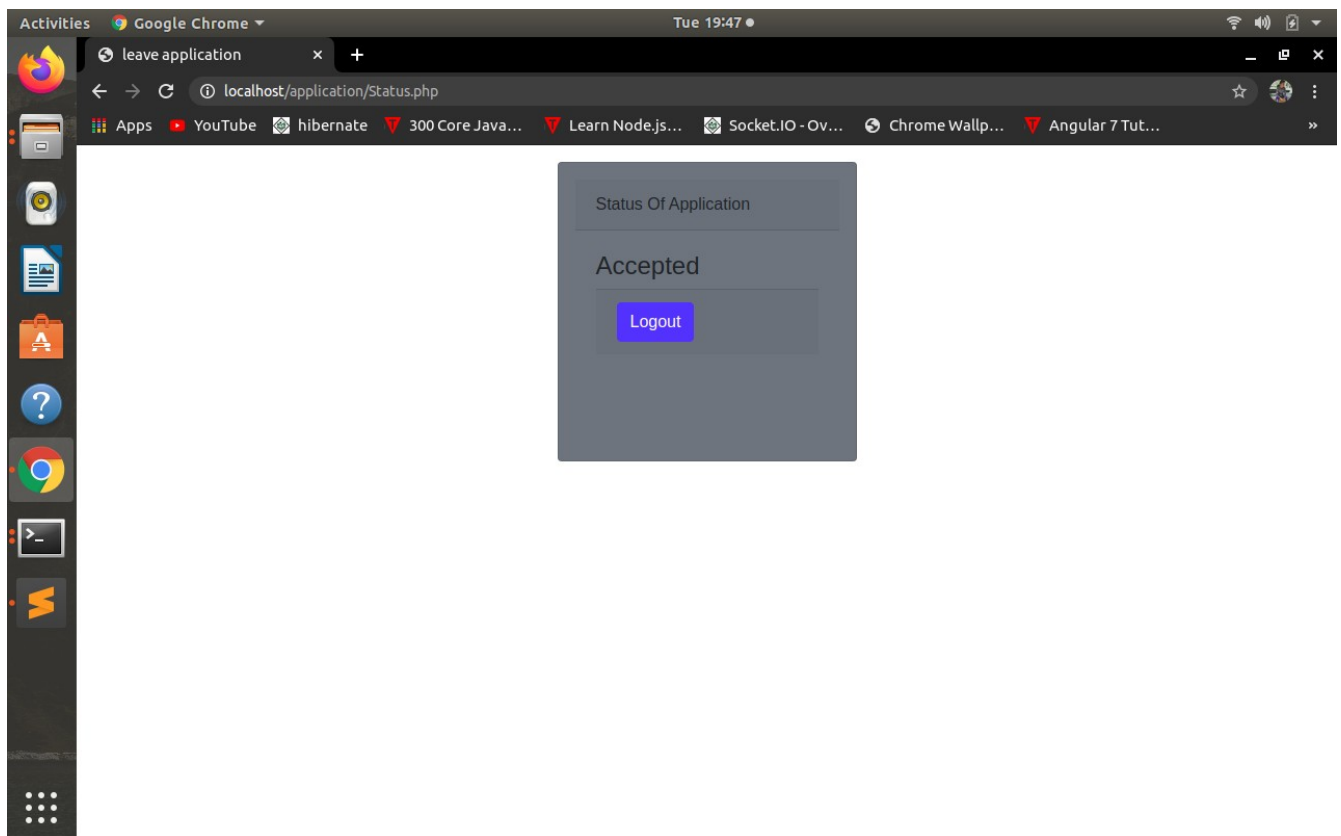 Activities Google Chrome Tue 19:47
leave application
localhost/application/Status.php
Apps YouTube hibernate 300 Core Java... Learn Node.js... Socket.IO - Ov... Chrome Wallp... Angular 7 Tut... »
Status Of Application
Accepted
Logout